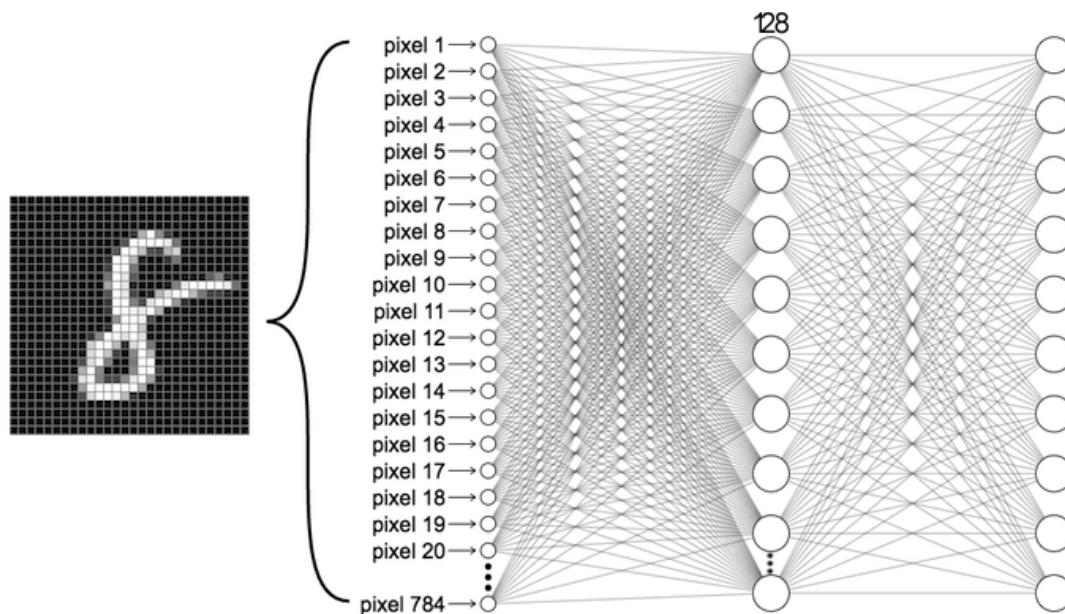 128
pixel 1
pixel 2
pixel 3
pixel 4
pixel 5
pixel 6
pixel 7
pixel 8
pixel 9
pixel 10
pixel 11
pixel 12
pixel 13
pixel 14
pixel 15
pixel 16
pixel 17
pixel 18
pixel 19
pixel 20
pixel 784